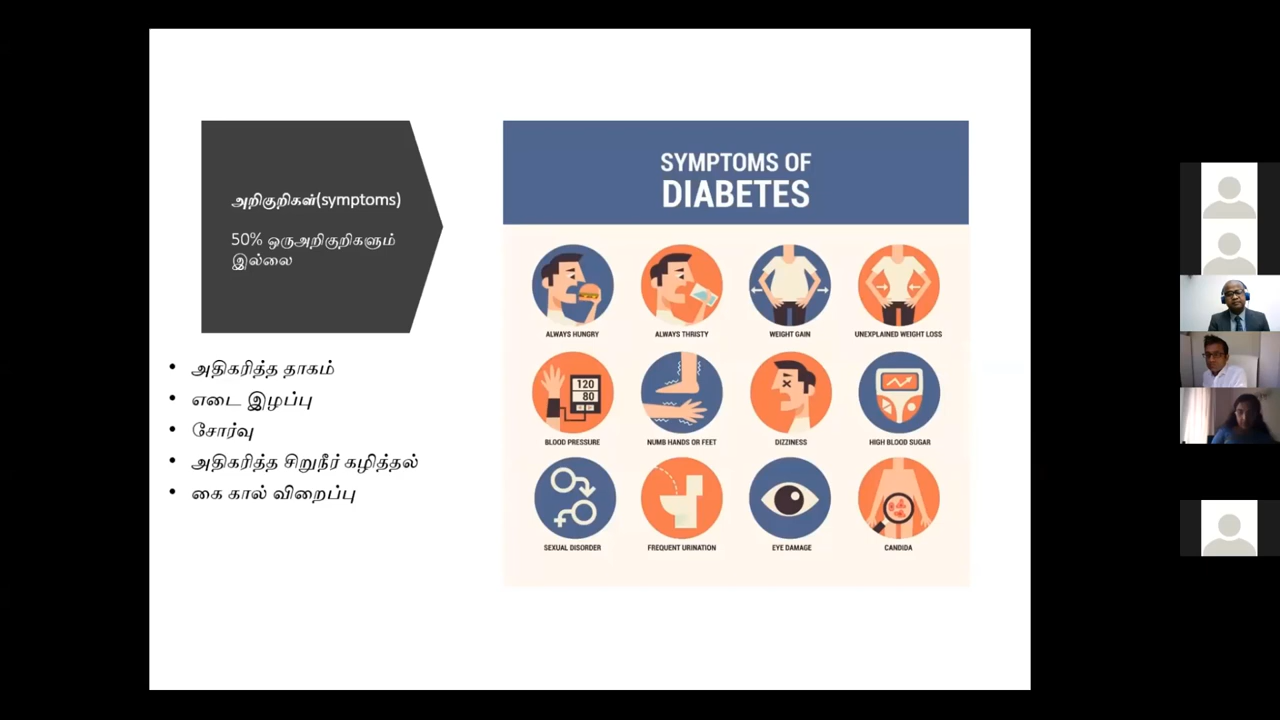 அறிகுறிகள்(symptoms)
50% ஒருஅறிகுறிகளும்
இல்லை
• அதிகரித்த தாகம்
• எடை இழப்பு
• சோர்வு
• அதிகரித்த சிறுநீர் கழித்தல்
• கை கால் விறைப்பு
SYMPTOMS OF
DIABETES
ALWAYS HUNGRY
ALWAYS THRISTY
WEIGHT GAIN
UNEXPLAINED WEIGHT LOSS
120
80
BLOOD PRESSURE
NUMB HANDS OR FEET
DIZZINESS
HIGH BLOOD SUGAR
SEXUAL DISORDER
FREQUENT URINATION
EYE DAMAGE
CANDIDA